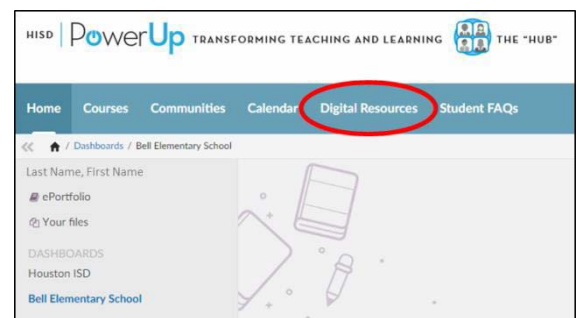 HISD PowerUp TRANSFORMING TEACHING AND LEARNING THE "HUB"
Home Courses Communities Calendar Digital Resources Student FAQs
/ Dashboards / Bell Elementary School
Last Name, First Name
ePortfolio
Your files
DASHBOARDS
Houston ISD
Bell Elementary School